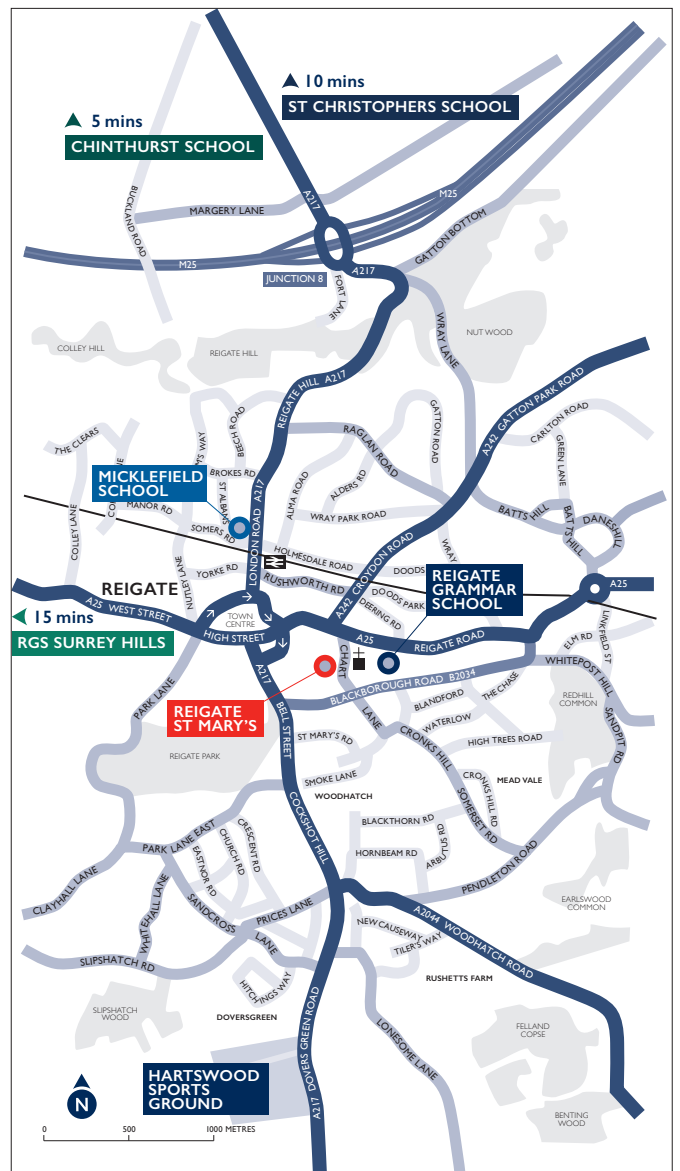 10 mins
ST CHRISTOPHERS SCHOOL
5 mins
CHINTHURST SCHOOL
BUCKLAND ROAD
A217
M25
MARGERY LANE
GATTON BOTTOM
M25
A217
JUNCTION 8
FORT LANE
WRAY LANE
NUT WOOD
COLLEY HILL
REIGATE HILL
REIGATE HILL A217
A242 GATTON PARK ROAD
GATTON ROAD
CARLTON ROAD
BEECH ROAD
RAGLAN ROAD
GREEN LANE
THE CLEARS
BROKES RD
MICKLEFIELD
SCHOOL
ST ALBANS
ALMA ROAD
ALDERS RD
MANOR RD
WRAY PARK ROAD
BATTS HILL
BATTS HILL
DANESHILL
COLLEY LANE
SOMERS RD
LONDON ROAD A217
HOLMESDALE ROAD
A242 CROYDON ROAD
WRAY
YORKE RD
RUSHWORTH RD
DOODS
REIGATE
GRAMMAR
SCHOOL
REIGATE
NUTLEY LANE
DOODS PARK
A25
A25 WEST STREET
TOWN
CENTRE
DEERING RD
LINKFIELD ST
15 mins
RGS SURREY HILLS
HIGH STREET
A25
REIGATE ROAD
ELM RD
CHART
LANE
A217
WHITEPOST HILL
BLACKBOROUGH ROAD B2034
PARK LANE
REIGATE
ST MARY'S
BELL STREET
BLANDFORD
THE CHASE
REDHILL
COMMON
SANDPIT RD
WATERLOW
ST MARY'S RD
CRONKS HILL
HIGH TREES ROAD
REIGATE PARK
SMOKE LANE
CRONKS HILL RD
MEAD VALE
WOODHATCH
SOMERSET RD
COCKSHOT HILL
BLACKTHORN RD
ARBUTUS RD
PARK LANE EAST
CRESCENT RD
CHURCH RD
EASTNOR RD
HORNBEAM RD
PENDLETON ROAD
CLAYHALL LANE
WHITEHALL LANE
SANDCROSS
LANE
PRICES LANE
EARLSWOOD
COMMON
NEW CAUSEWAY
A2044 WOODHATCH ROAD
TILER'S WAY
SLIPSHATCH RD
HITCHINGS WAY
RUSHETTS FARM
SLIPSHATCH
WOOD
DOVERSGREEN
A217 DOVERS GREEN ROAD
LONESOME LANE
FELLAND
COPSE
HARTSWOOD
SPORTS
GROUND
N
BENTING
WOOD
0 500 1000 METRES